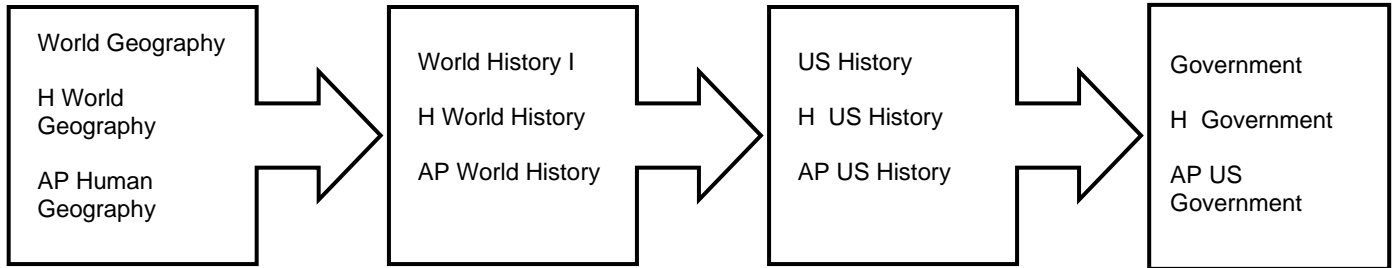 World Geography
H World
Geography
AP Human
Geography
World History I
H World History
AP World History
US History
H  US History
AP US History
Government
H  Government
AP US
Government